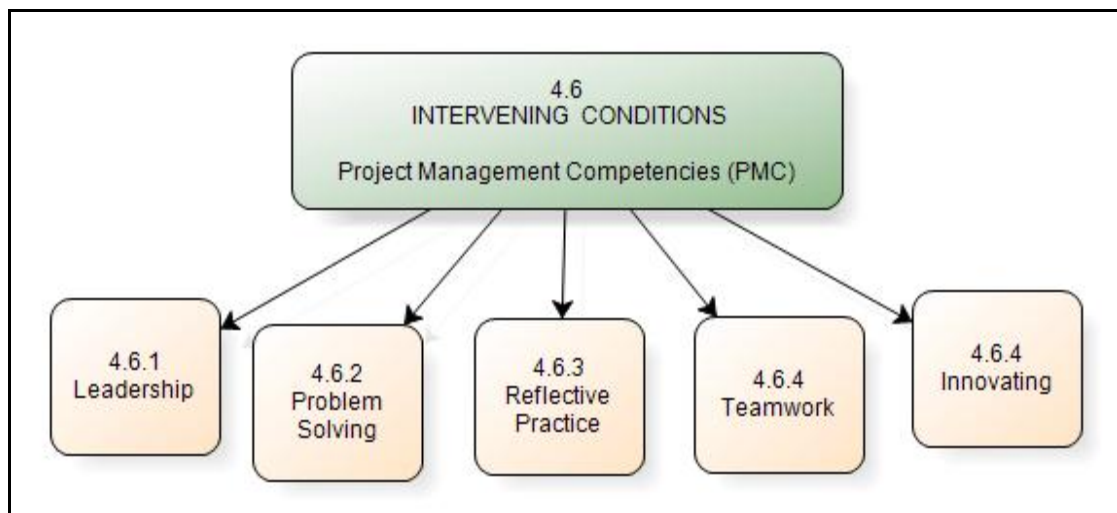 4.6
INTERVENING CONDITIONS
Project Management Competencies (PMC)
4.6.1
Leadership
4.6.2
Problem
Solving
4.6.3
Reflective
Practice
4.6.4
Teamwork
4.6.4
Innovating